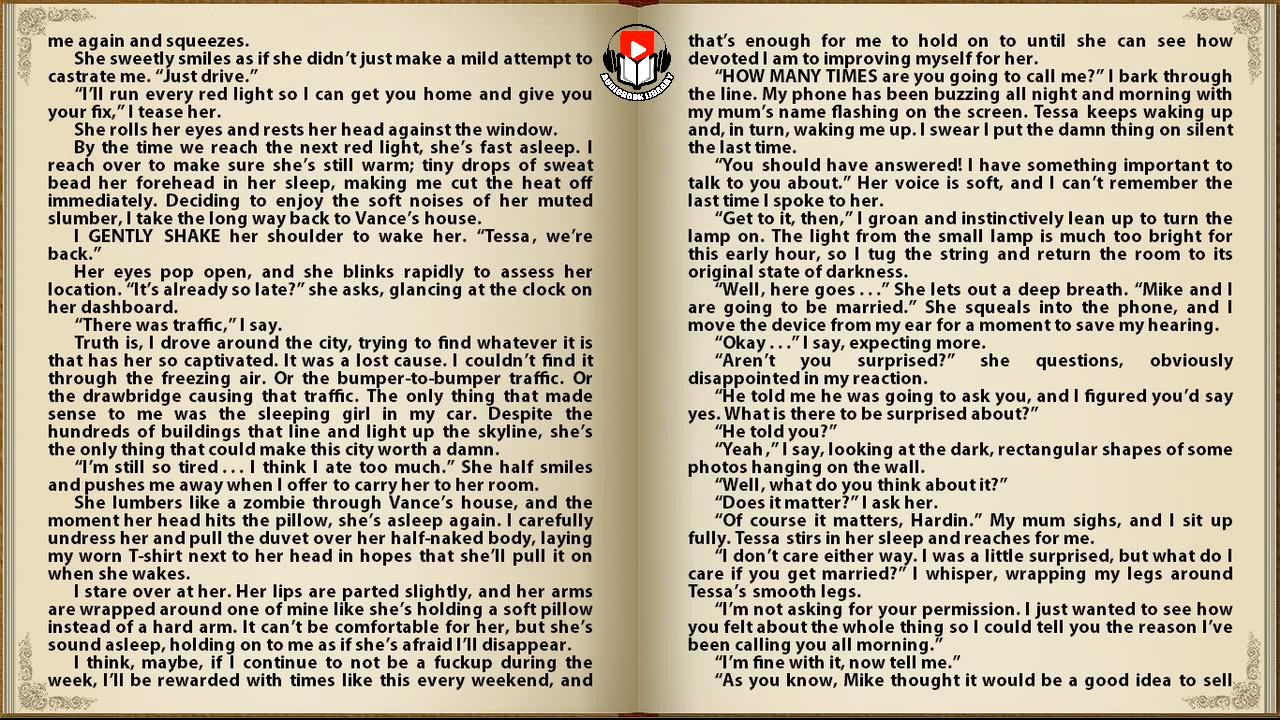 me again and squeezes.
She sweetly smiles as if she didn’t just make a mild attempt to
castrate me. “Just drive.”
“I’ll run every red light so I can get you home and give you
your fix,” I tease her.
She rolls her eyes and rests her head against the window.
By the time we reach the next red light, she’s fast asleep. I
reach over to make sure she’s still warm; tiny drops of sweat
bead her forehead in her sleep, making me cut the heat off
immediately. Deciding to enjoy the soft noises of her muted
slumber, I take the long way back to Vance’s house.
I GENTLY SHAKE her shoulder to wake her. “Tessa, we’re
back.”
Her eyes pop open, and she blinks rapidly to assess her
location. “It’s already so late?” she asks, glancing at the clock on
her dashboard.
“There was traffic,” I say.
Truth is, I drove around the city, trying to find whatever it is
that has her so captivated. It was a lost cause. I couldn’t find it
through the freezing air. Or the bumper-to-bumper traffic. Or
the drawbridge causing that traffic. The only thing that made
sense to me was the sleeping girl in my car. Despite the
hundreds of buildings that line and light up the skyline, she’s
the only thing that could make this city worth a damn.
“I’m still so tired . . . I think I ate too much.” She half smiles
and pushes me away when I offer to carry her to her room.
She lumbers like a zombie through Vance’s house, and the
moment her head hits the pillow, she’s asleep again. I carefully
undress her and pull the duvet over her half-naked body, laying
my worn T-shirt next to her head in hopes that she’ll pull it on
when she wakes.
I stare over at her. Her lips are parted slightly, and her arms
are wrapped around one of mine like she’s holding a soft pillow
instead of a hard arm. It can’t be comfortable for her, but she’s
sound asleep, holding on to me as if she’s afraid I’ll disappear.
I think, maybe, if I continue to not be a fuckup during the
week, I’ll be rewarded with times like this every weekend, and
AUDIOBOOK LIBRARY
that’s enough for me to hold on to until she can see how
devoted I am to improving myself for her.
“HOW MANY TIMES are you going to call me?” I bark through
the line. My phone has been buzzing all night and morning with
my mum’s name flashing on the screen. Tessa keeps waking up
and, in turn, waking me up. I swear I put the damn thing on silent
the last time.
“You should have answered! I have something important to
talk to you about.” Her voice is soft, and I can’t remember the
last time I spoke to her.
“Get to it, then,” I groan and instinctively lean up to turn the
lamp on. The light from the small lamp is much too bright for
this early hour, so I tug the string and return the room to its
original state of darkness.
“Well, here goes . . .” She lets out a deep breath. “Mike and I
are going to be married.” She squeals into the phone, and I
move the device from my ear for a moment to save my hearing.
“Okay . . .” I say, expecting more.
“Aren’t you surprised?” she questions, obviously
disappointed in my reaction.
“He told me he was going to ask you, and I figured you’d say
yes. What is there to be surprised about?”
“He told you?”
“Yeah,” I say, looking at the dark, rectangular shapes of some
photos hanging on the wall.
“Well, what do you think about it?”
“Does it matter?” I ask her.
“Of course it matters, Hardin.” My mum sighs, and I sit up
fully. Tessa stirs in her sleep and reaches for me.
“I don’t care either way. I was a little surprised, but what do I
care if you get married?” I whisper, wrapping my legs around
Tessa’s smooth legs.
“I’m not asking for your permission. I just wanted to see how
you felt about the whole thing so I could tell you the reason I’ve
been calling you all morning.”
“I’m fine with it, now tell me.”
“As you know, Mike thought it would be a good idea to sell